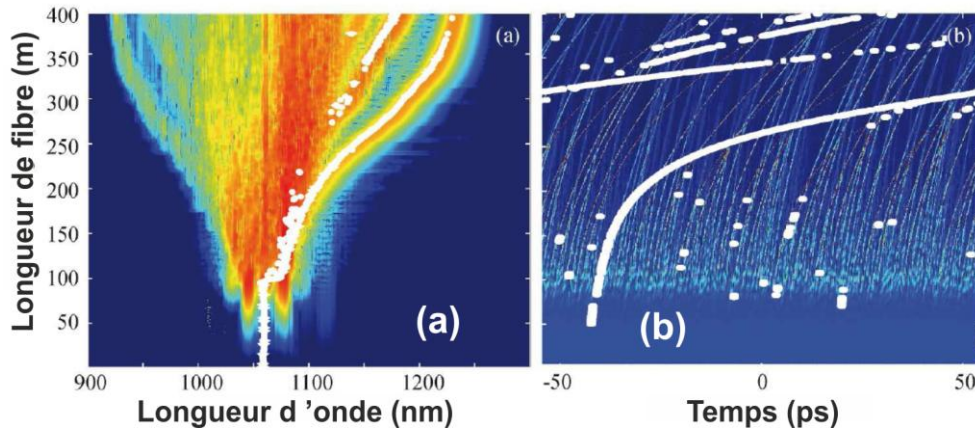 Longueur de fibre (m)
400
350
300
250
200
150
100
50
(a)
(a)
900 1000 1100 1200
Longueur d ’onde (nm)
(b)
(b)
-50 0 50
Temps (ps)